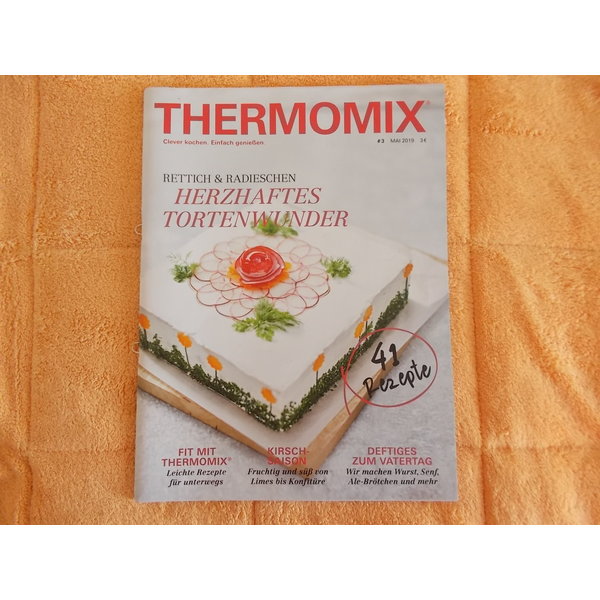 THERMOMIX®
Clever kochen. Einfach genießen.
#3 MAI 2019 3€
RETTICH & RADIESCHEN
HERZHAFTES
TORTENWUNDER
41
Rezepte
FIT MIT
THERMOMIX®
Leichte Rezepte
für unterwegs
KIRSCH-
SAISON
Fruchtig und süß von
Limes bis Konfitüre
DEFTIGES
ZUM VATERTAG
Wir machen Wurst, Senf,
Ale-Brötchen und mehr